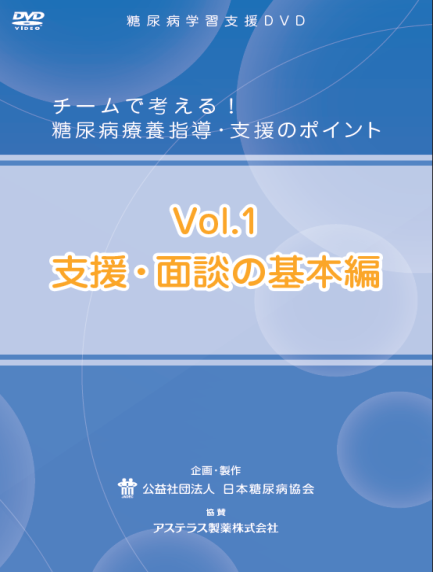 DVD
VIDEO
糖尿病学習支援DVD
チームで考える！
糖尿病療養指導・支援のポイント
Vol.1
支援・面談の基本編
企画・製作
公益社団法人 日本糖尿病協会
協賛
アステラス製薬株式会社